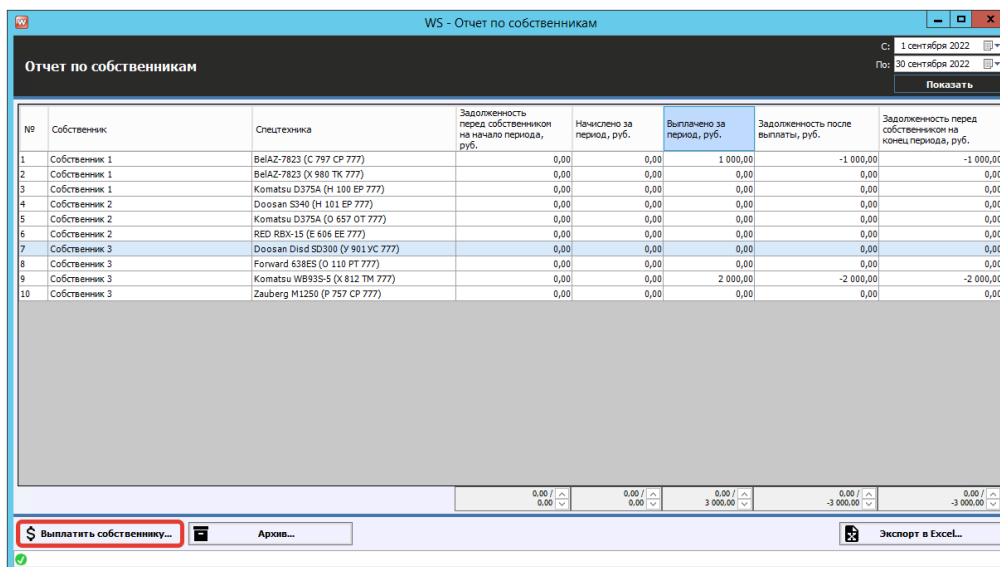 WS - Отчет по собственникам
С: 1 сентября 2022
Отчет по собственникам
По: 30 сентября 2022
Показать
№ Собственник Спецтехника Задолженность перед собственником на начало периода, руб. Начислено за период, руб. Выплачено за период, руб. Задолженность после выплаты, руб. Задолженность перед собственником на конец периода, руб.
1 Собственник 1 BelAZ-7823 (С 797 СР 777) 0,00 0,00 1 000,00 -1 000,00 -1 000,00
2 Собственник 1 BelAZ-7823 (Х 980 ТК 777) 0,00 0,00 0,00 0,00 0,00
3 Собственник 1 Komatsu D375A (Н 100 ЕР 777) 0,00 0,00 0,00 0,00 0,00
4 Собственник 2 Doosan S340 (Н 101 ЕР 777) 0,00 0,00 0,00 0,00 0,00
5 Собственник 2 Komatsu D375A (О 657 ОТ 777) 0,00 0,00 0,00 0,00 0,00
6 Собственник 2 RED RBX-15 (Е 606 ЕЕ 777) 0,00 0,00 0,00 0,00 0,00
7 Собственник 3 Doosan Disd SD300 (У 901 УС 777) 0,00 0,00 0,00 0,00 0,00
8 Собственник 3 Forward 638ES (О 110 РТ 777) 0,00 0,00 0,00 0,00 0,00
9 Собственник 3 Komatsu WB93S-5 (Х 812 ТМ 777) 0,00 0,00 2 000,00 -2 000,00 -2 000,00
10 Собственник 3 Zauberg M1250 (Р 757 СР 777) 0,00 0,00 0,00 0,00 0,00
0,00 / 0,00 / 0,00 / 0,00 / 0,00 /
0,00 0,00 3 000,00 -3 000,00 -3 000,00
$ Выплатить собственнику... Архив... Экспорт в Excel...